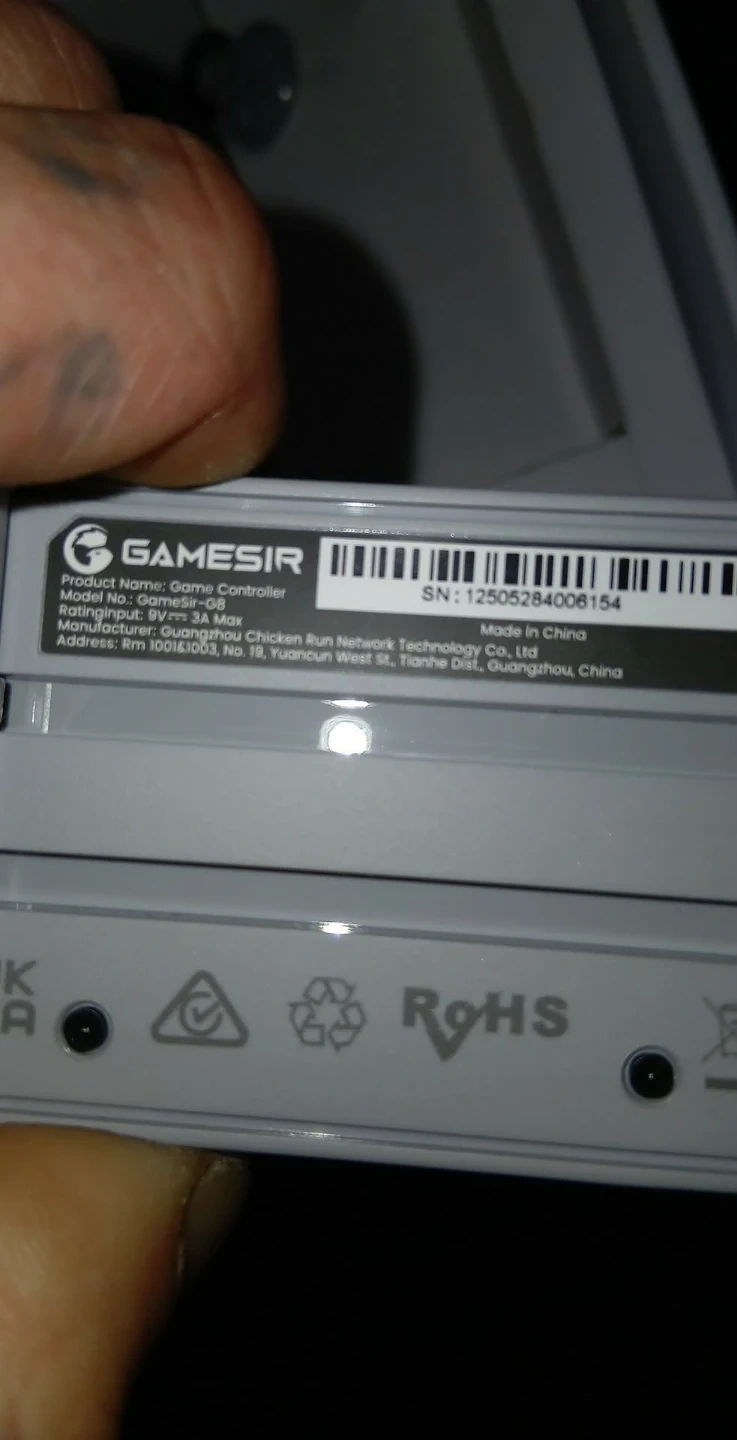 GAMESIR
Product Name: Game Controller
Model No.: GameSir-G8
Ratinginput: 9V⎓ 3A Max
Manufacturer: Guangzhou Chicken Run Network Technology Co., Ltd
Address: Rm 1001&1003, No. 19, Yuancun West St., Tianhe Dist., Guangzhou, China
SN : 12505284006154
Made in China
K
A
RoHS